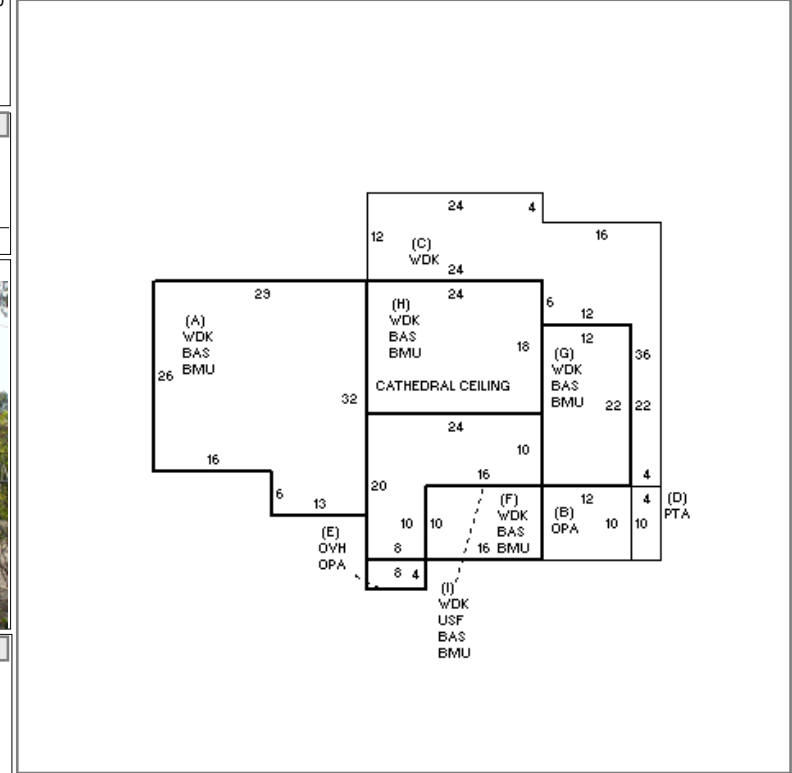 24
4
16
12
(C)
WDK
24
29
24
6
12
(A)
WDK
BAS
BMU
(H)
WDK
BAS
BMU
18
12
(G)
WDK
BAS
BMU
36
26
CATHEDRAL CEILING
32
22
22
24
10
16
16
4
6
13
20
10
10
(F)
WDK
BAS
BMU
12
(B)
OPA
10
10
4
(D)
PTA
(E)
OVH
OPA
8
16
8
4
(I)
WDK
USF
BAS
BMU